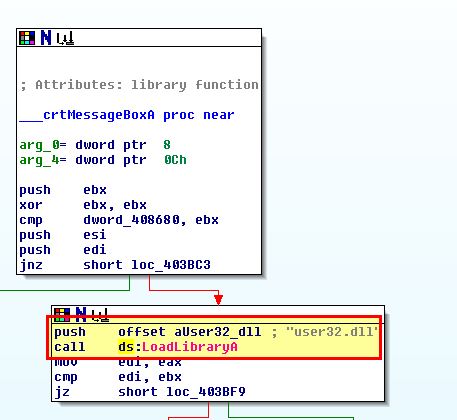 ; Attributes: library function
___crtMessageBoxA proc near
arg_0= dword ptr 8
arg_4= dword ptr 0Ch
push ebx
xor ebx, ebx
cmp dword_408680, ebx
push esi
push edi
jnz short loc_403BC3
push offset aUser32_dll ; "user32.dll"
call ds:LoadLibraryA
mov edi, eax
cmp edi, ebx
jz short loc_403BF9